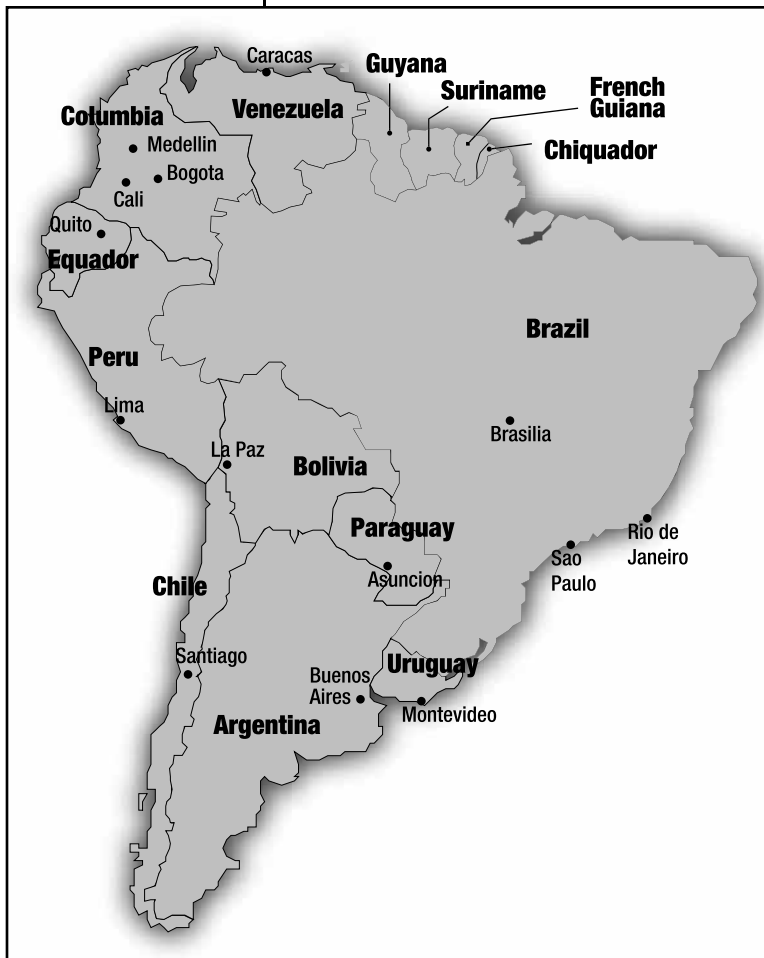 Caracas
Guyana
Venezuela
Suriname
French
Guiana
Columbia
Chiquador
Medellin
Bogota
Cali
Quito
Equador
Brazil
Peru
Lima
Brasilia
La Paz
Bolivia
Paraguay
Rio de
Janeiro
Sao
Paulo
Asuncion
Chile
Santiago
Uruguay
Buenos
Aires
Montevideo
Argentina